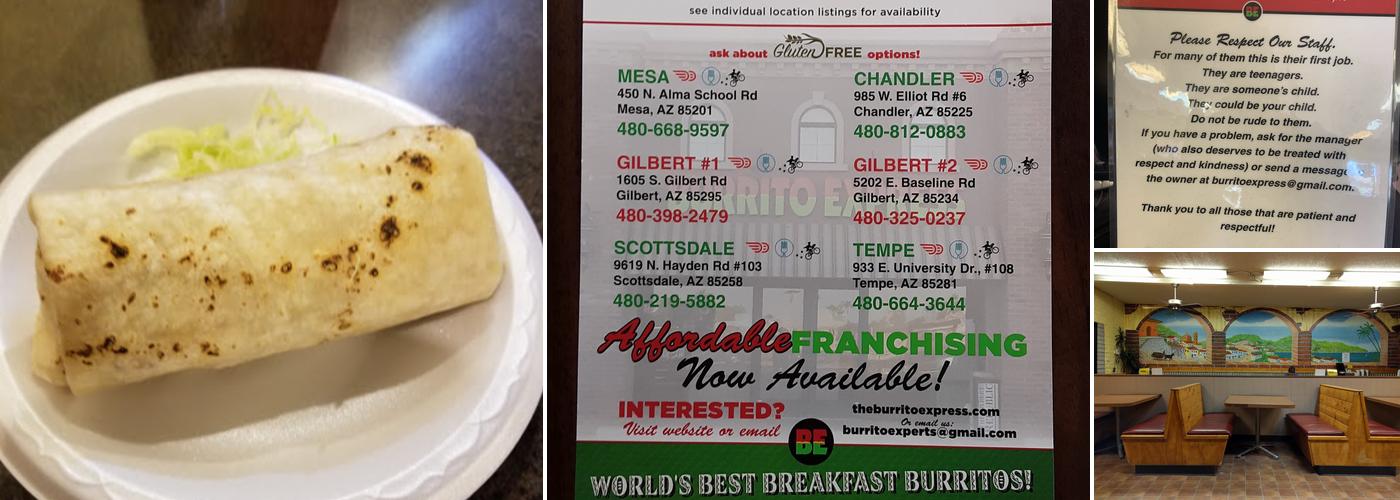 see individual location listings for availability
ask about Gluten FREE options!
MESA
450 N. Alma School Rd
Mesa, AZ 85201
480-668-9597
CHANDLER
985 W. Elliot Rd #6
Chandler, AZ 85225
480-812-0883
GILBERT #1
1605 S. Gilbert Rd
Gilbert, AZ 85295
480-398-2479
GILBERT #2
5202 E. Baseline Rd
Gilbert, AZ 85234
480-325-0237
BURRITO EXPRESS
SCOTTSDALE
9619 N. Hayden Rd #103
Scottsdale, AZ 85258
480-219-5882
TEMPE
933 E. University Dr., #108
Tempe, AZ 85281
480-664-3644
Affordable FRANCHISING
Now Available!
INTERESTED?
Visit website or email
theburritoexpress.com
Or email us:
burritoexperts@gmail.com
BE
WORLD'S BEST BREAKFAST BURRITOS!
BE
Please Respect Our Staff.
For many of them this is their first job.
They are teenagers.
They are someone's child.
They could be your child.
Do not be rude to them.
If you have a problem, ask for the manager
(who also deserves to be treated with
respect and kindness) or send a message
the owner at burritoexpress@gmail.com.
Thank you to all those that are patient and
respectful!